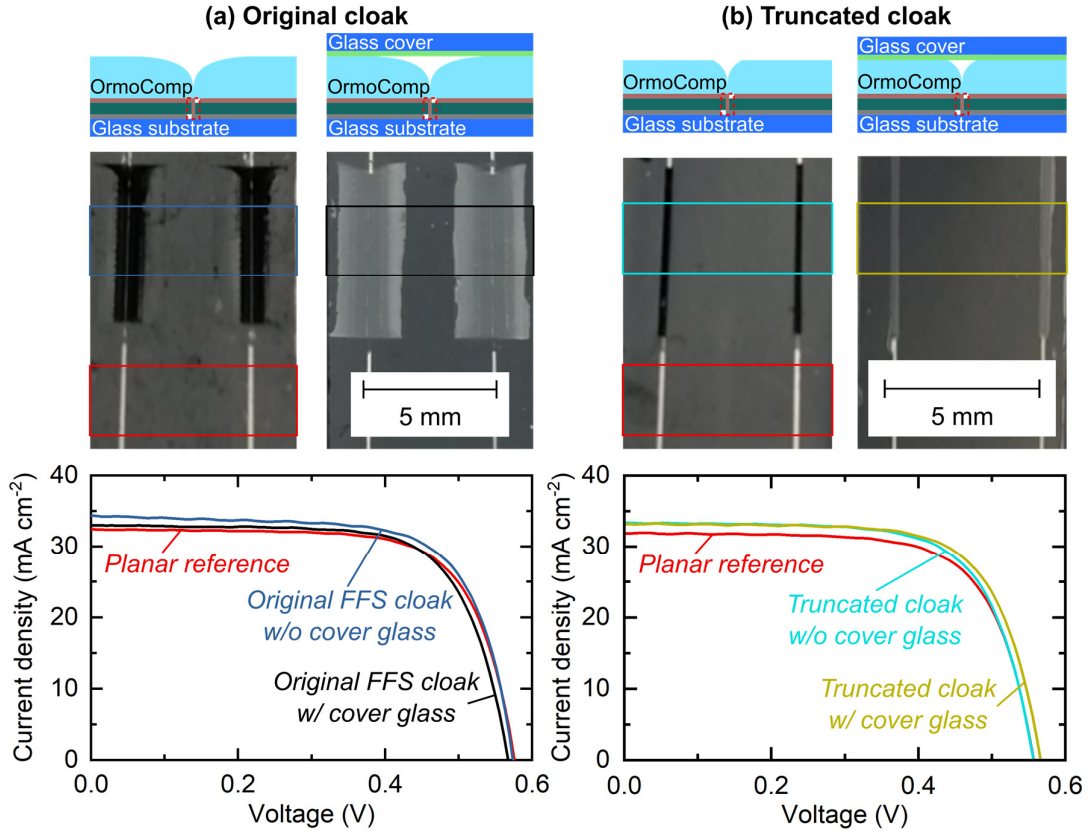 (a) Original cloak
(b) Truncated cloak
Glass cover
OrmoComp
OrmoComp
Glass substrate
Glass substrate
Glass cover
OrmoComp
OrmoComp
Glass substrate
Glass substrate
5 mm
5 mm
Current density (mA cm⁻²)
40
30
20
10
0
Planar reference
Original FFS cloak
w/o cover glass
Original FFS cloak
w/ cover glass
0.0
0.2
0.4
0.6
Voltage (V)
Current density (mA cm⁻²)
40
30
20
10
0
Planar reference
Truncated cloak
w/o cover glass
Truncated cloak
w/ cover glass
0.0
0.2
0.4
0.6
Voltage (V)